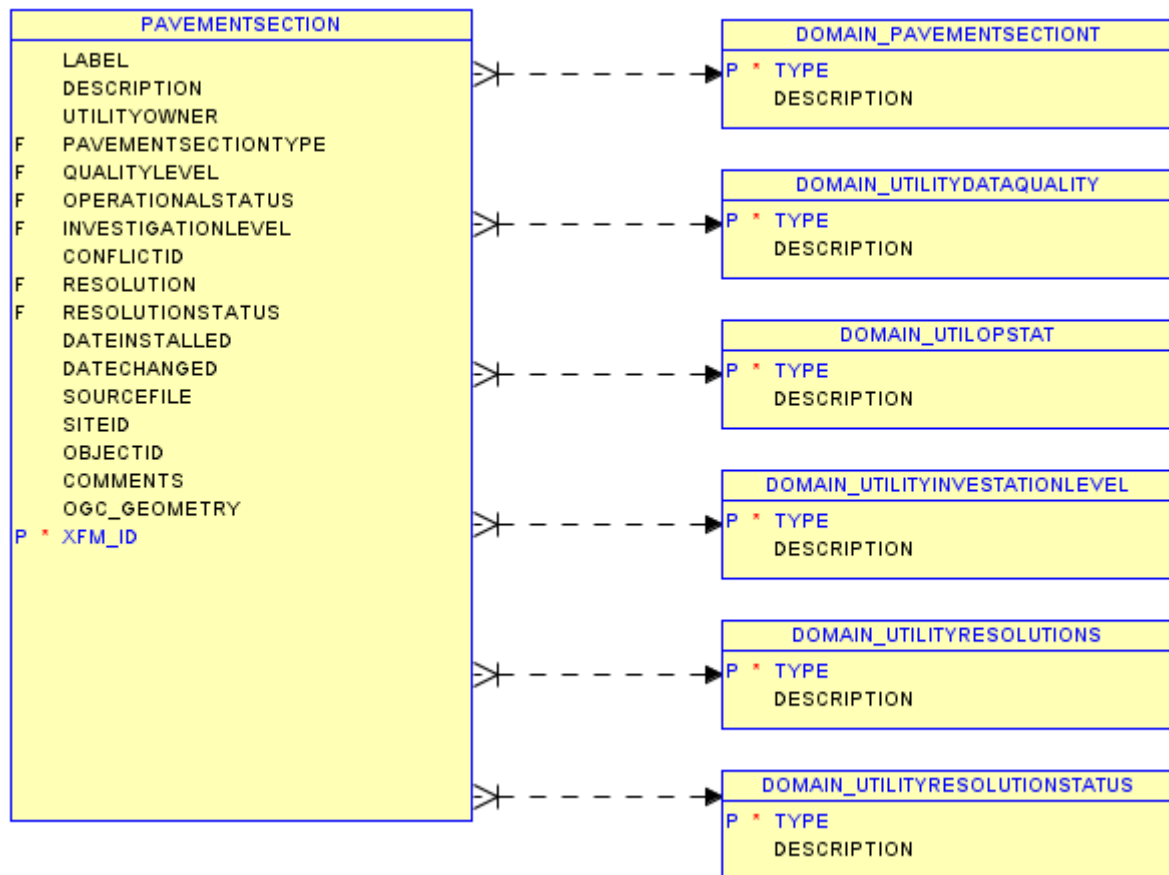 PAVEMENTSECTION
LABEL
DESCRIPTION
UTILITYOWNER
F PAVEMENTSECTIONTYPE
F QUALITYLEVEL
F OPERATIONALSTATUS
F INVESTIGATIONLEVEL
CONFLICTID
F RESOLUTION
F RESOLUTIONSTATUS
DATEINSTALLED
DATECHANGED
SOURCEFILE
SITEID
OBJECTID
COMMENTS
OGC_GEOMETRY
P * XFM_ID
DOMAIN_PAVEMENTSECTIONT
P * TYPE
DESCRIPTION
DOMAIN_UTILITYDATAQUALITY
P * TYPE
DESCRIPTION
DOMAIN_UTILOPSTAT
P * TYPE
DESCRIPTION
DOMAIN_UTILITYINVESTATIONLEVEL
P * TYPE
DESCRIPTION
DOMAIN_UTILITYRESOLUTIONS
P * TYPE
DESCRIPTION
DOMAIN_UTILITYRESOLUTIONSTATUS
P * TYPE
DESCRIPTION